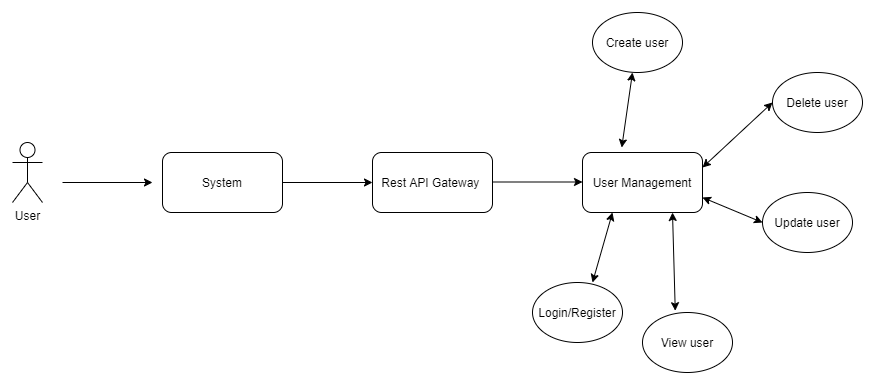 Create user
Delete user
System
Rest API Gateway
User Management
User
Update user
Login/Register
View user